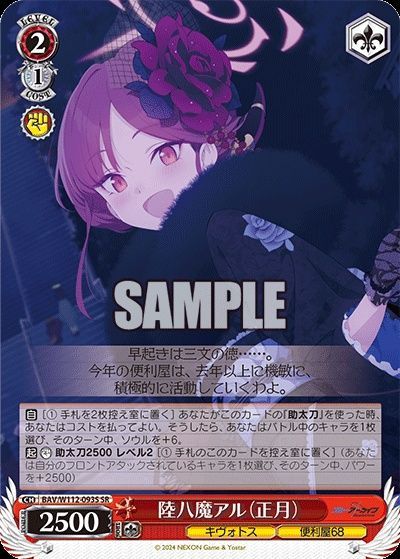 LEVEL
2
1
COST
SAMPLE
早起きは三文の徳……。
今年の便利屋は、去年以上に機敏に、
積極的に活動していくわよ。
自 [① 手札を2枚控え室に置く] あなたがこのカードの『助太刀』を使った時、
あなたはコストを払ってよい。そうしたら、あなたはバトル中のキャラを1枚
選び、そのターン中、ソウルを+6。
起 助太刀2500 レベル2 [① 手札のこのカードを控え室に置く] (あなた
は自分のフロントアタックされているキャラを1枚選び、そのターン中、パワー
を+2500)
CH BAV/W112-093S SR
POWER
2500
陸八魔アル(正月)
ブルーアーカイブ
キヴォトス
便利屋68
© 2024 NEXON Game & Yostar